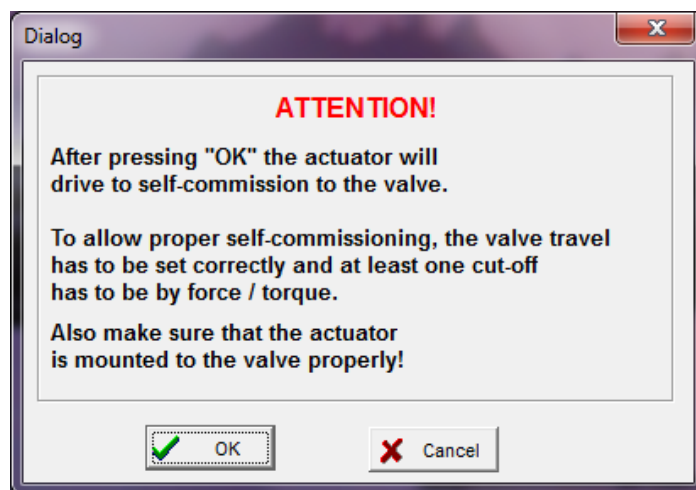 Dialog
ATTENTION!
After pressing "OK" the actuator will
drive to self-commission to the valve.
To allow proper self-commissioning, the valve travel
has to be set correctly and at least one cut-off
has to be by force / torque.
Also make sure that the actuator
is mounted to the valve properly!
OK
Cancel